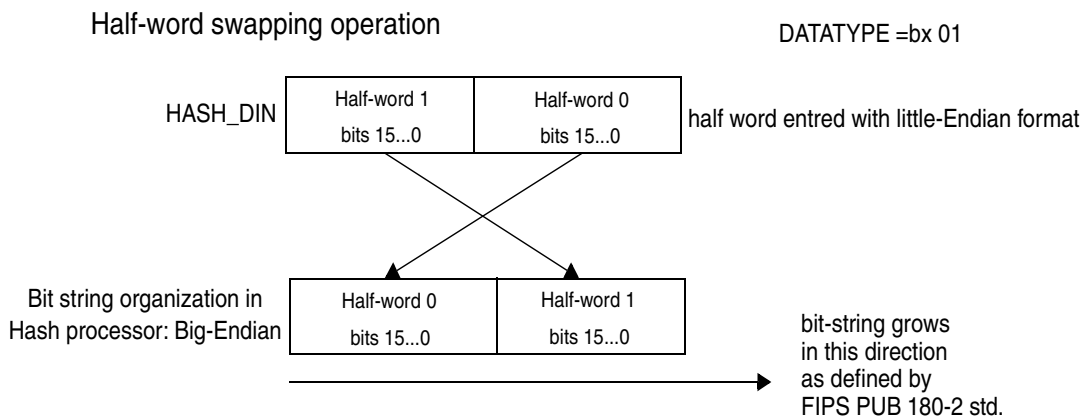 Half-word swapping operation
DATATYPE =bx 01
HASH_DIN
Half-word 1
bits 15...0
Half-word 0
bits 15...0
half word entred with little-Endian format
Bit string organization in
Hash processor: Big-Endian
Half-word 0
bits 15...0
Half-word 1
bits 15...0
bit-string grows
in this direction
as defined by
FIPS PUB 180-2 std.